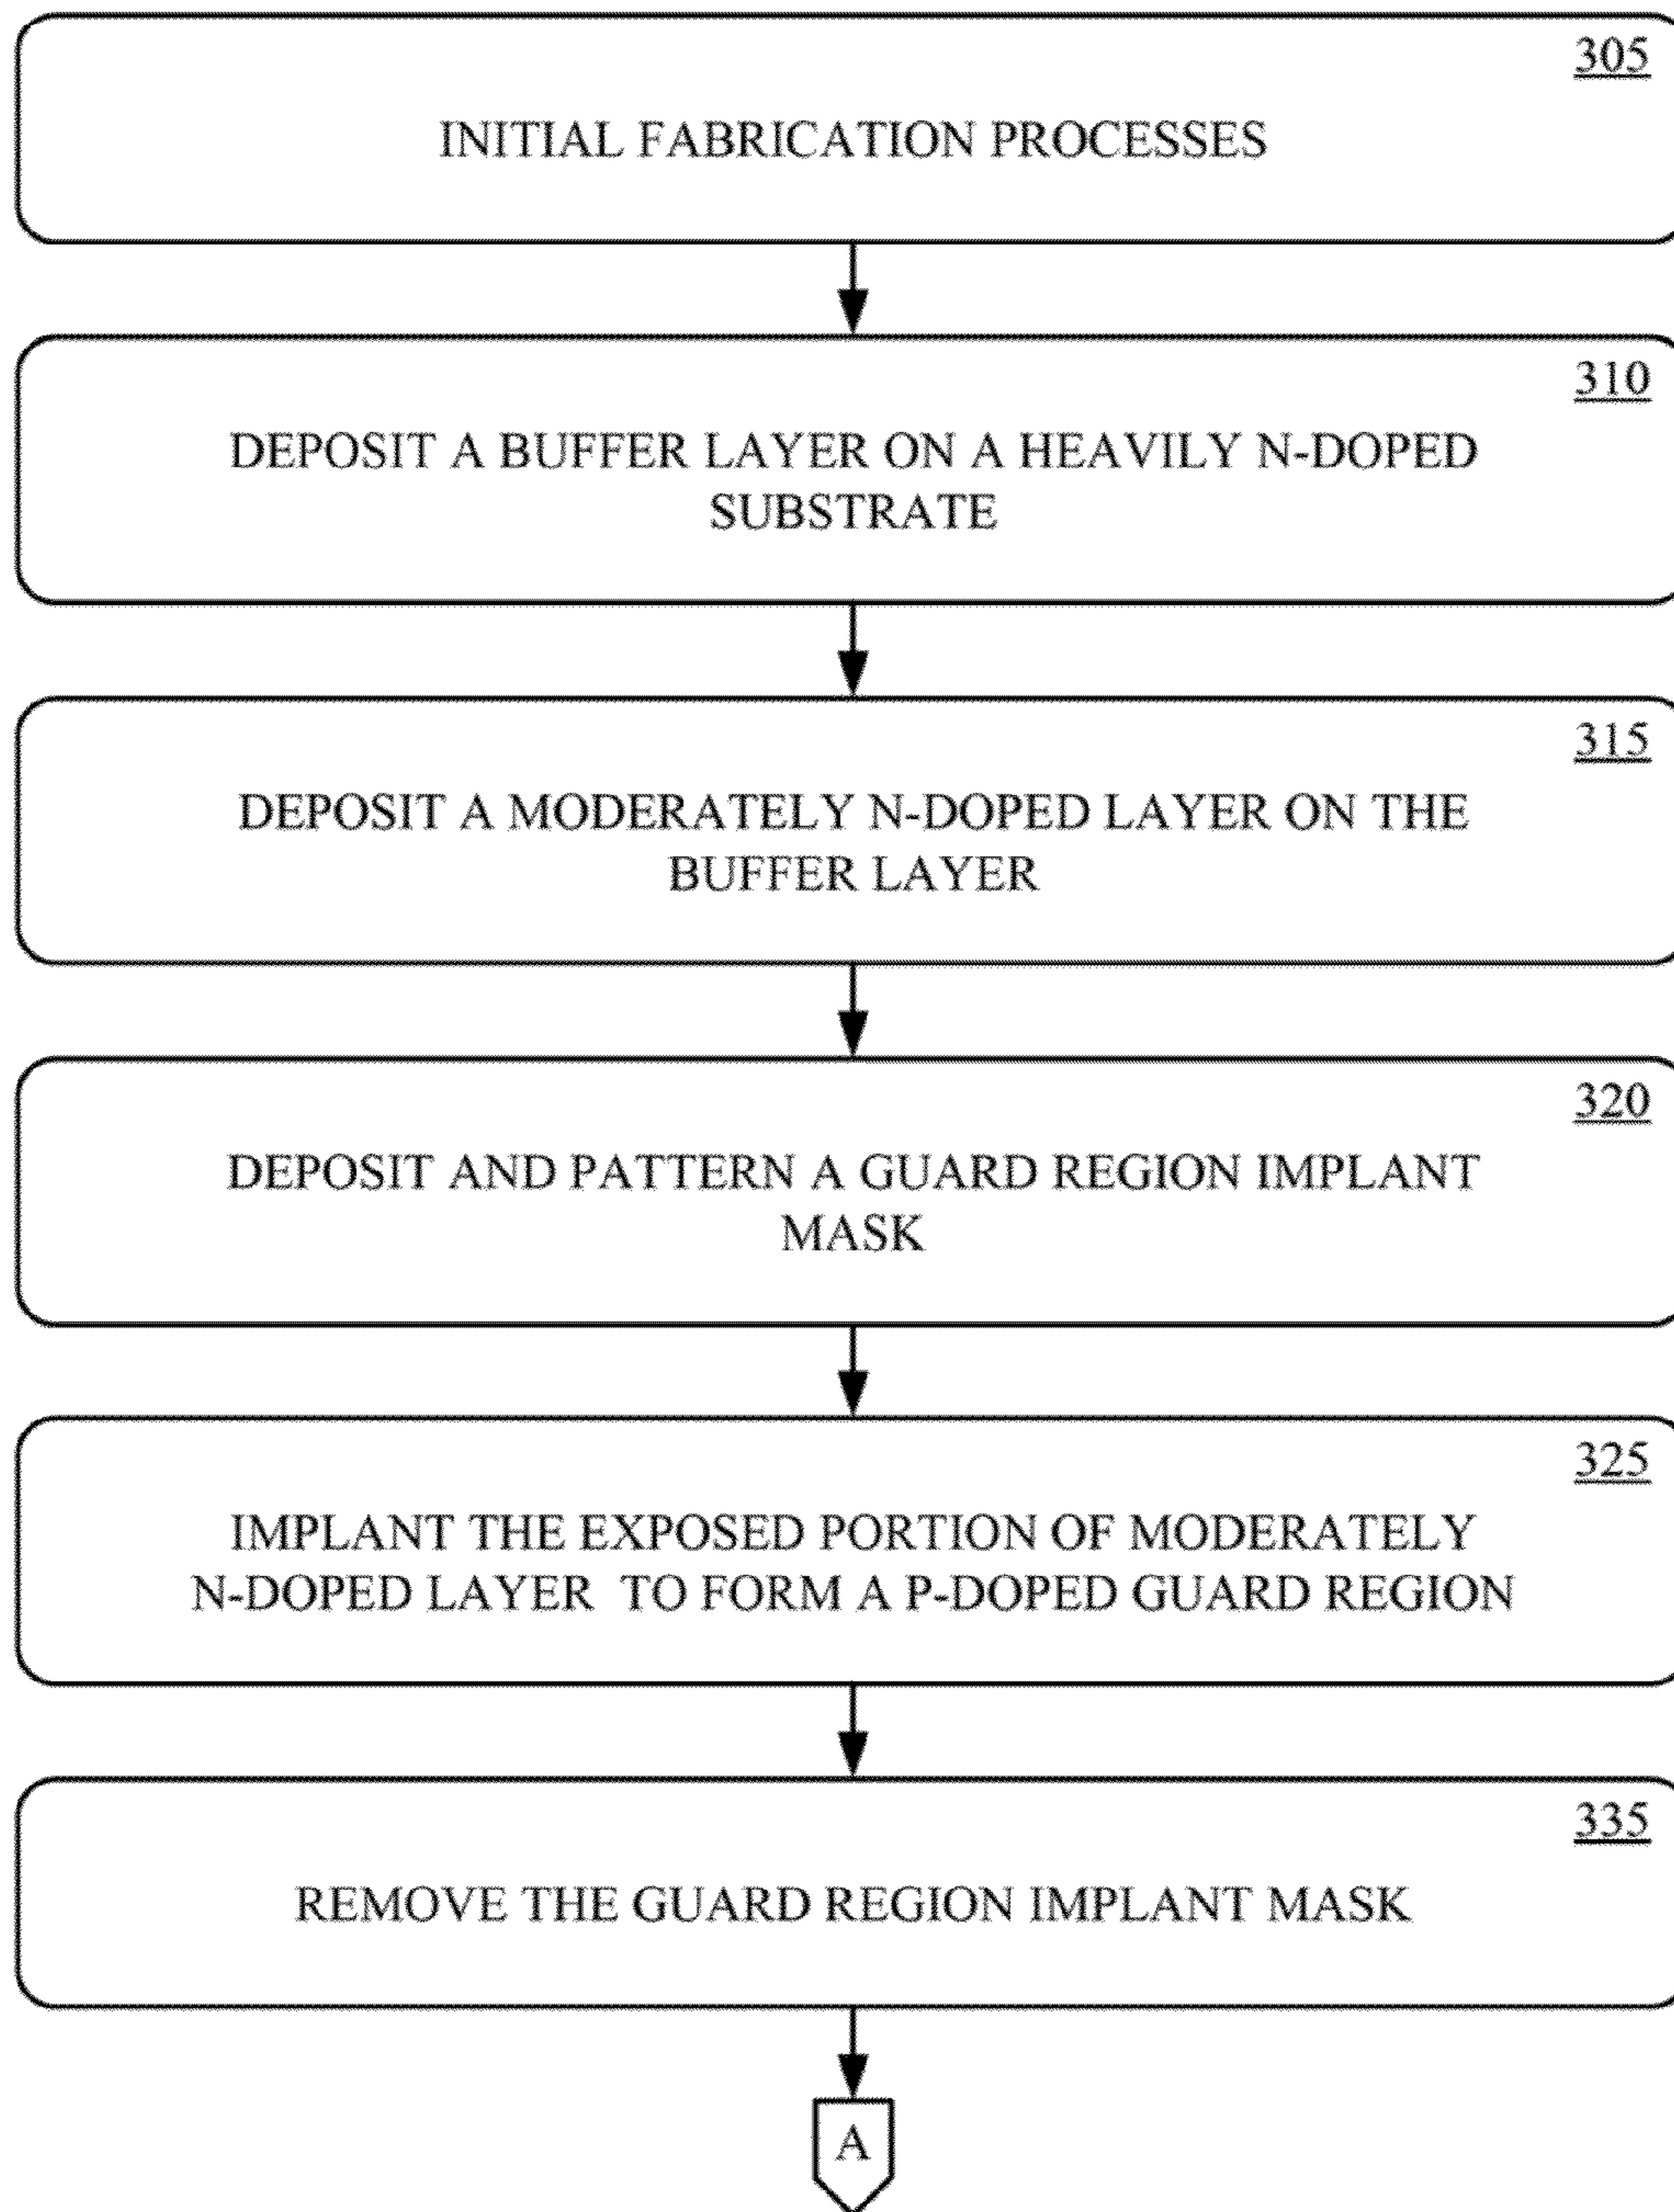 305
INITIAL FABRICATION PROCESSES
310
DEPOSIT A BUFFER LAYER ON A HEAVILY N-DOPED
SUBSTRATE
315
DEPOSIT A MODERATELY N-DOPED LAYER ON THE
BUFFER LAYER
320
DEPOSIT AND PATTERN A GUARD REGION IMPLANT
MASK
325
IMPLANT THE EXPOSED PORTION OF MODERATELY
N-DOPED LAYER TO FORM A P-DOPED GUARD REGION
335
REMOVE THE GUARD REGION IMPLANT MASK
A